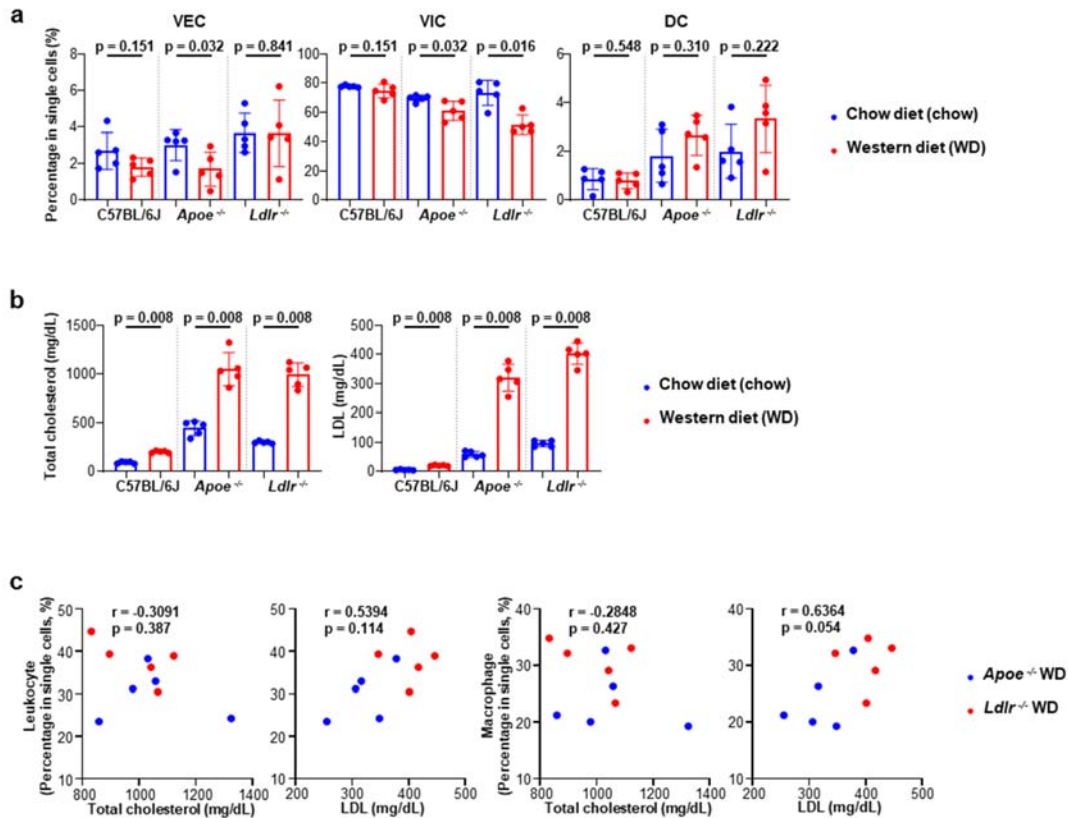 a
VEC
VIC
DC
p = 0.151 p = 0.032 p = 0.841
p = 0.151 p = 0.032 p = 0.016
p = 0.548 p = 0.310 p = 0.222
Percentage in single cells (%)
8
6
4
2
0
100
80
60
40
20
0
6
4
2
0
C57BL/6J Apoe -/- Ldlr -/-
C57BL/6J Apoe -/- Ldlr -/-
C57BL/6J Apoe -/- Ldlr -/-
Chow diet (chow)
Western diet (WD)
b
p = 0.008 p = 0.008 p = 0.008
p = 0.008 p = 0.008 p = 0.008
Total cholesterol (mg/dL)
1500
1000
500
0
C57BL/6J Apoe -/- Ldlr -/-
LDL (mg/dL)
500
400
300
200
100
0
C57BL/6J Apoe -/- Ldlr -/-
Chow diet (chow)
Western diet (WD)
c
Leukocyte
(Percentage in single cells, %)
50
40
30
20
10
r = -0.3091
p = 0.387
800 1000 1200 1400
Total cholesterol (mg/dL)
50
40
30
20
10
r = 0.5394
p = 0.114
200 300 400 500
LDL (mg/dL)
Macrophage
(Percentage in single cells, %)
40
30
20
10
r = -0.2848
p = 0.427
800 1000 1200 1400
Total cholesterol (mg/dL)
40
30
20
10
r = 0.6364
p = 0.054
200 300 400 500
LDL (mg/dL)
Apoe -/- WD
Ldlr -/- WD